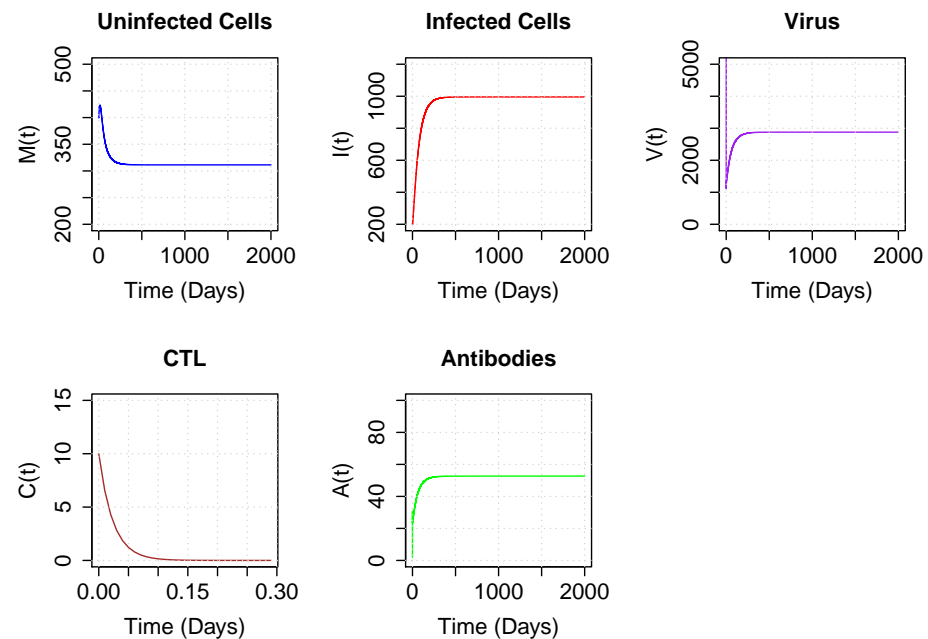 Uninfected Cells
M(t)
500
350
200
0 1000 2000
Time (Days)
Infected Cells
I(t)
1000
600
200
0 1000 2000
Time (Days)
Virus
V(t)
5000
2000
0
0 1000 2000
Time (Days)
CTL
C(t)
15
10
5
0
0.00 0.15 0.30
Time (Days)
Antibodies
A(t)
80
40
0
0 1000 2000
Time (Days)